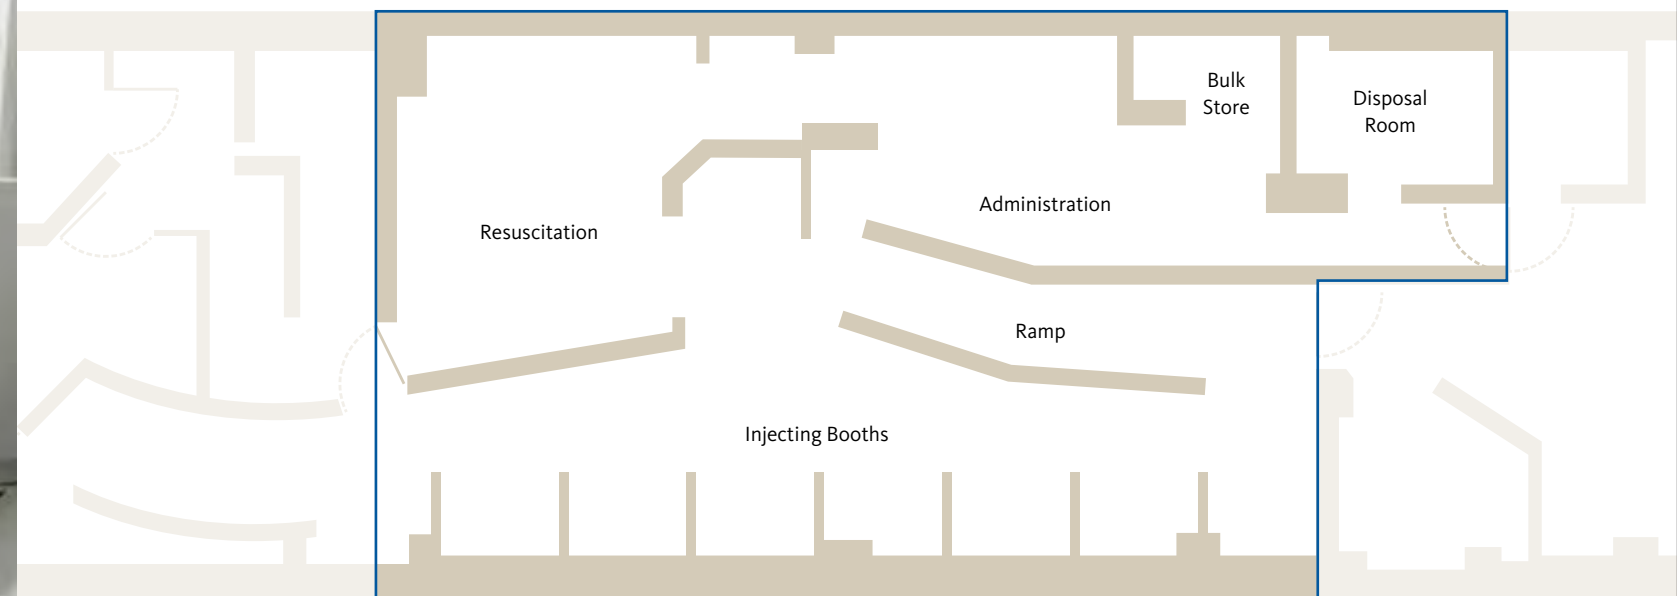 Bulk
Store
Disposal
Room
Administration
Resuscitation
Ramp
Injecting Booths